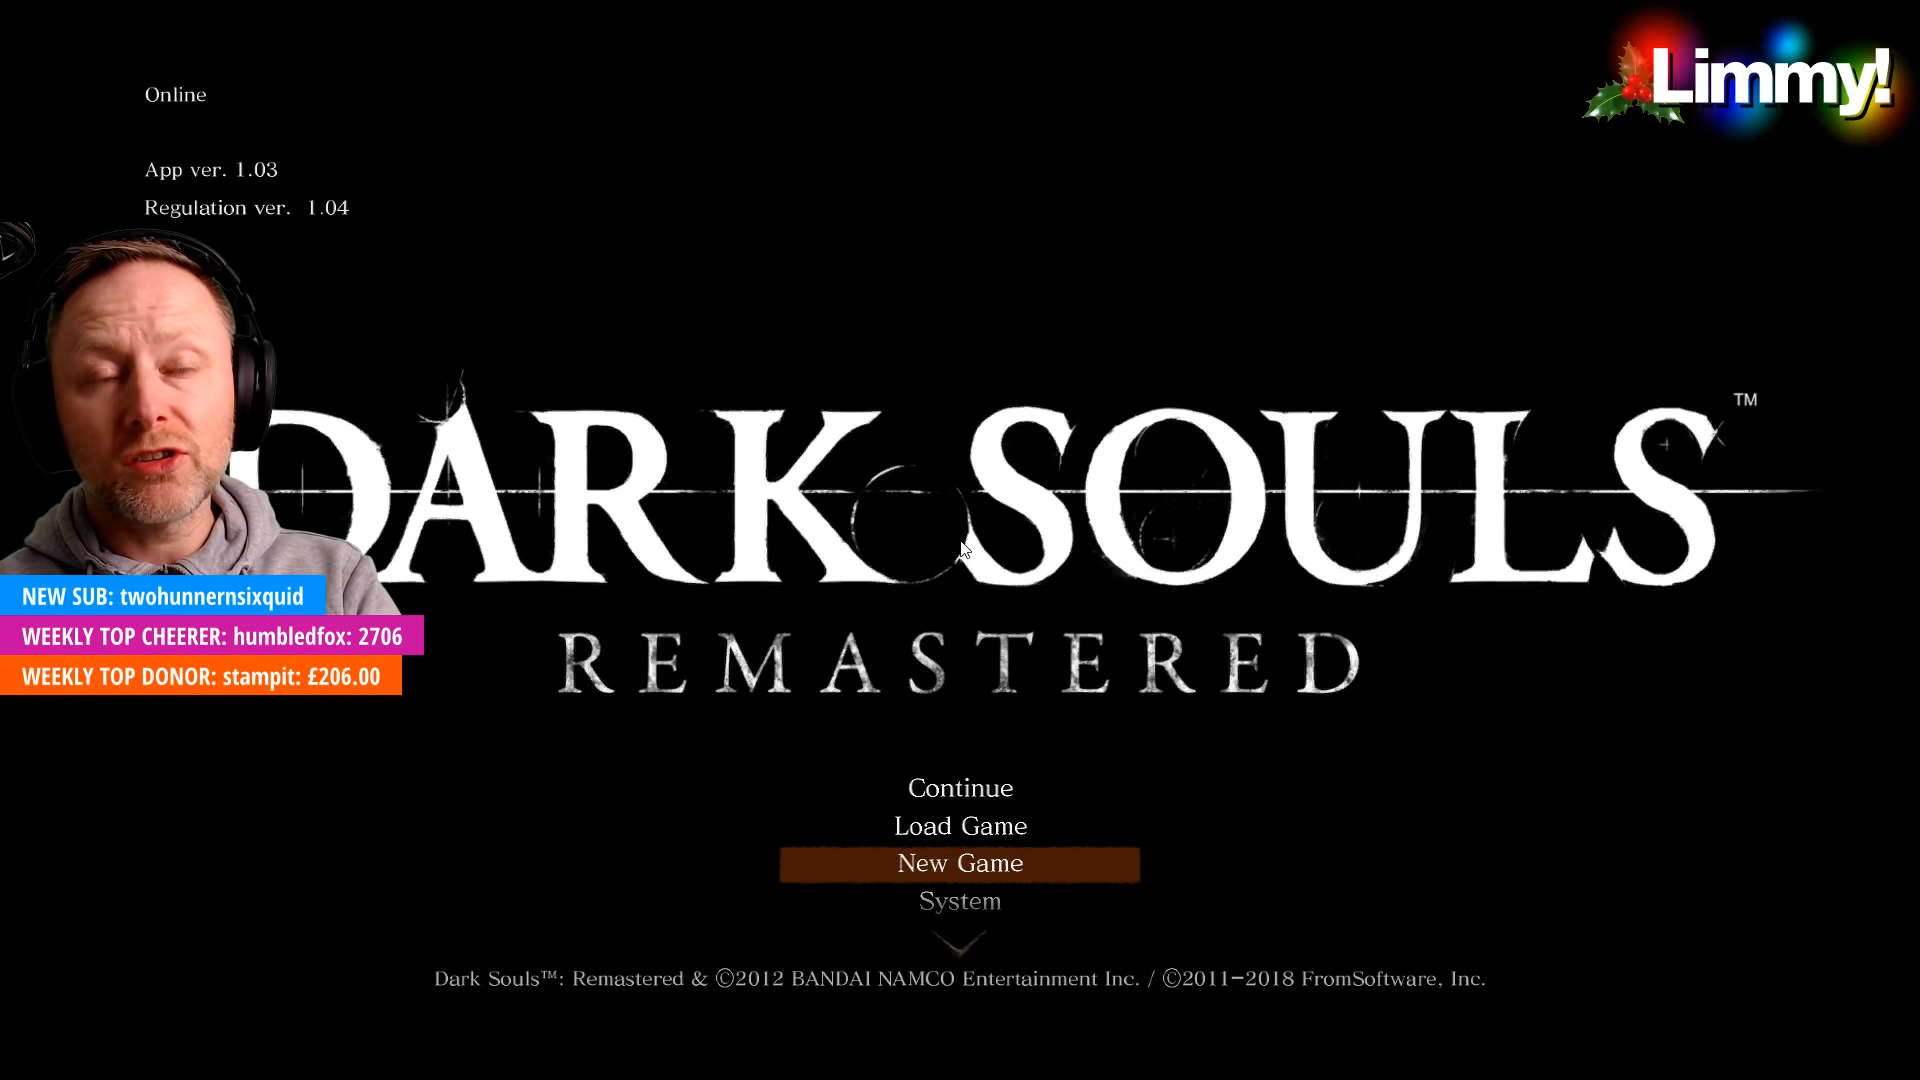 Limmy!
Online
App ver. 1.03
Regulation ver. 1.04
DARK SOULS™
REMASTERED
NEW SUB: twohunnernsixquid
WEEKLY TOP CHEERER: humbledfox: 2706
WEEKLY TOP DONOR: stampit: £206.00
Continue
Load Game
New Game
System
Dark Souls™: Remastered & ©2012 BANDAI NAMCO Entertainment Inc. / ©2011−2018 FromSoftware, Inc.